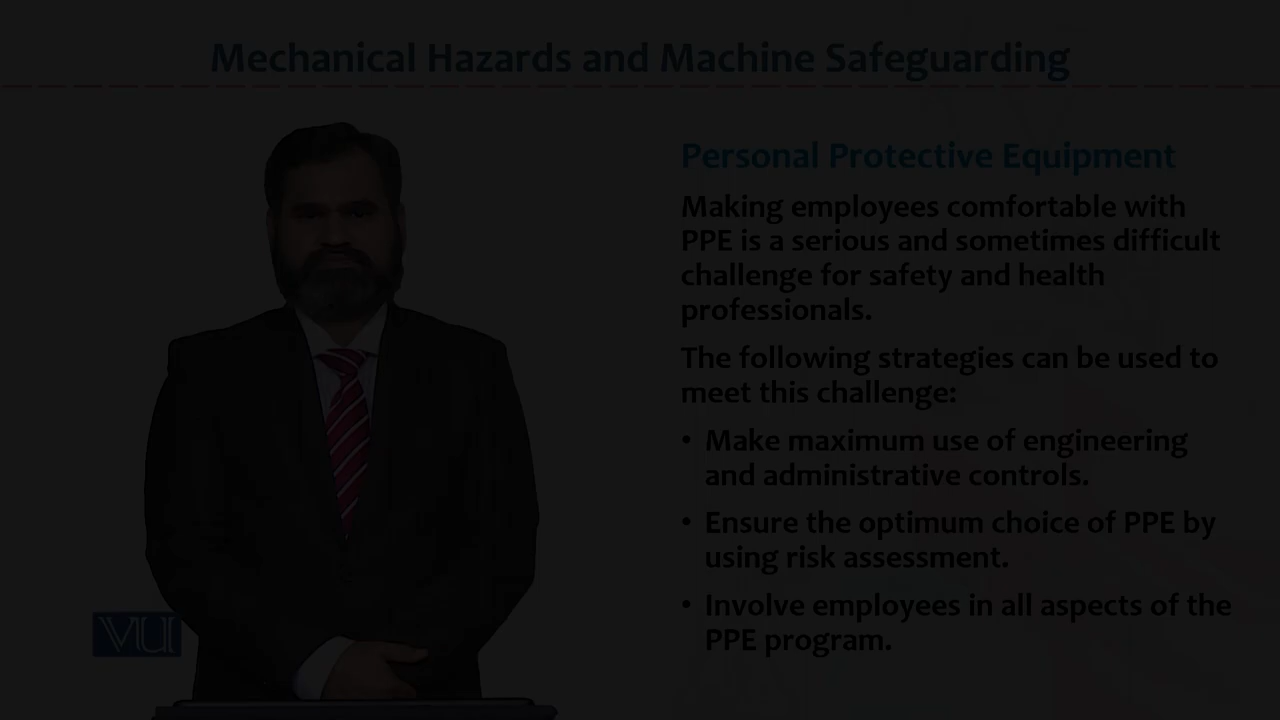 Mechanical Hazards and Machine Safeguarding
Personal Protective Equipment
Making employees comfortable with
PPE is a serious and sometimes difficult
challenge for safety and health
professionals.
The following strategies can be used to
meet this challenge:
• Make maximum use of engineering
and administrative controls.
• Ensure the optimum choice of PPE by
using risk assessment.
• Involve employees in all aspects of the
PPE program.
VU